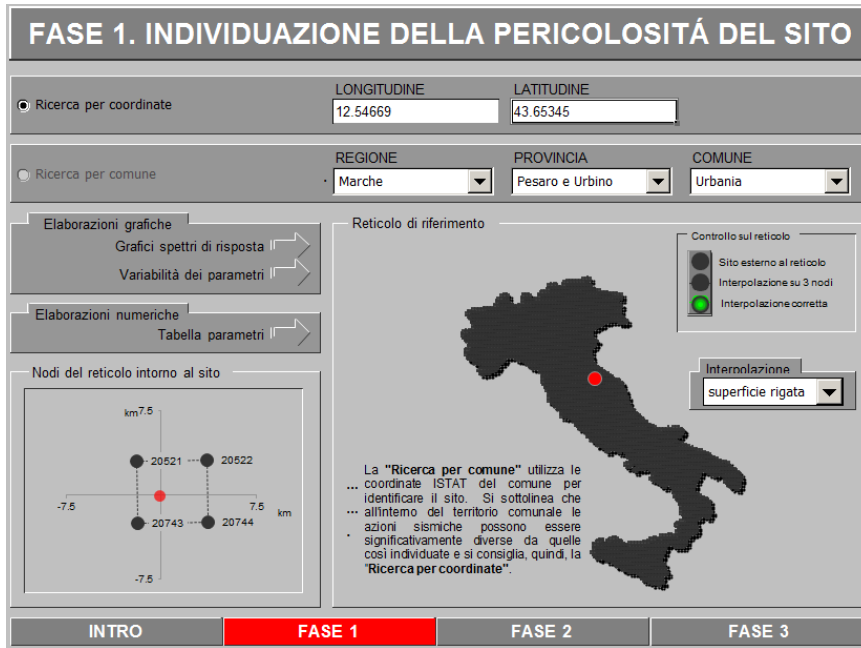 FASE 1. INDIVIDUAZIONE DELLA PERICOLOSITÁ DEL SITO
LONGITUDINE LATITUDINE
Ricerca per coordinate 12.54669 43.65345
REGIONE PROVINCIA COMUNE
Ricerca per comune Marche Pesaro e Urbino Urbania
Elaborazioni grafiche
Grafici spettri di risposta
Variabilità dei parametri
Elaborazioni numeriche
Tabella parametri
Nodi del reticolo intorno al sito
km 7.5
20521 20522
-7.5 7.5 km
20743 20744
-7.5
Reticolo di riferimento
Controllo sul reticolo
Sito esterno al reticolo
Interpolazione su 3 nodi
Interpolazione corretta
Interpolazione
superficie rigata
La "Ricerca per comune" utilizza le
... coordinate ISTAT del comune per
identificare il sito. Si sottolinea che
... all'interno del territorio comunale le
azioni sismiche possono essere
. significativamente diverse da quelle
così individuate e si consiglia, quindi, la
"Ricerca per coordinate".
INTRO FASE 1 FASE 2 FASE 3